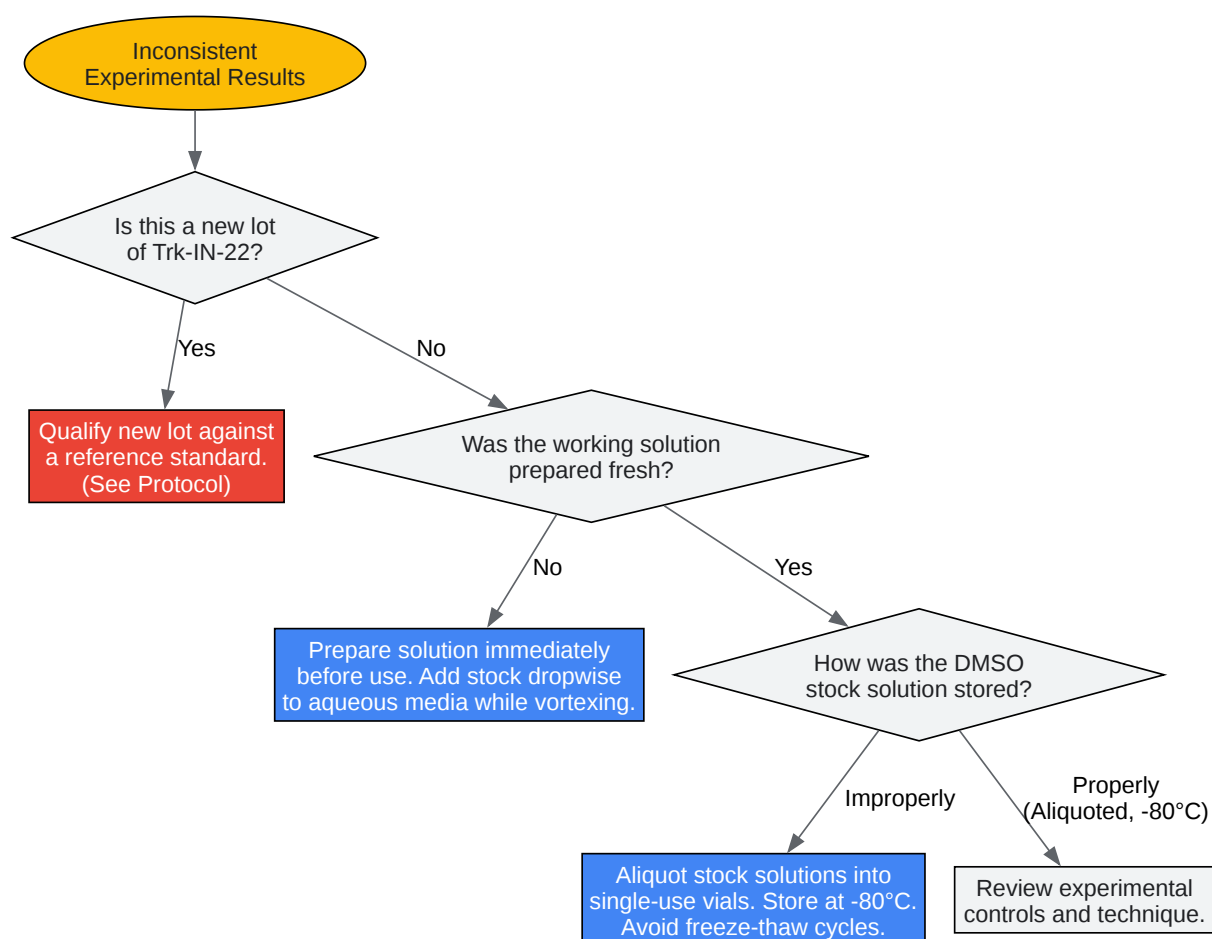 Inconsistent
Experimental Results
Is this a new lot
of Trk-IN-22?
Yes
No
Qualify new lot against
a reference standard.
(See Protocol)
Was the working solution
prepared fresh?
No
Yes
Prepare solution immediately
before use. Add stock dropwise
to aqueous media while vortexing.
How was the DMSO
stock solution stored?
Improperly
Properly
(Aliquoted, -80°C)
Aliquot stock solutions into
single-use vials. Store at -80°C.
Avoid freeze-thaw cycles.
Review experimental
controls and technique.